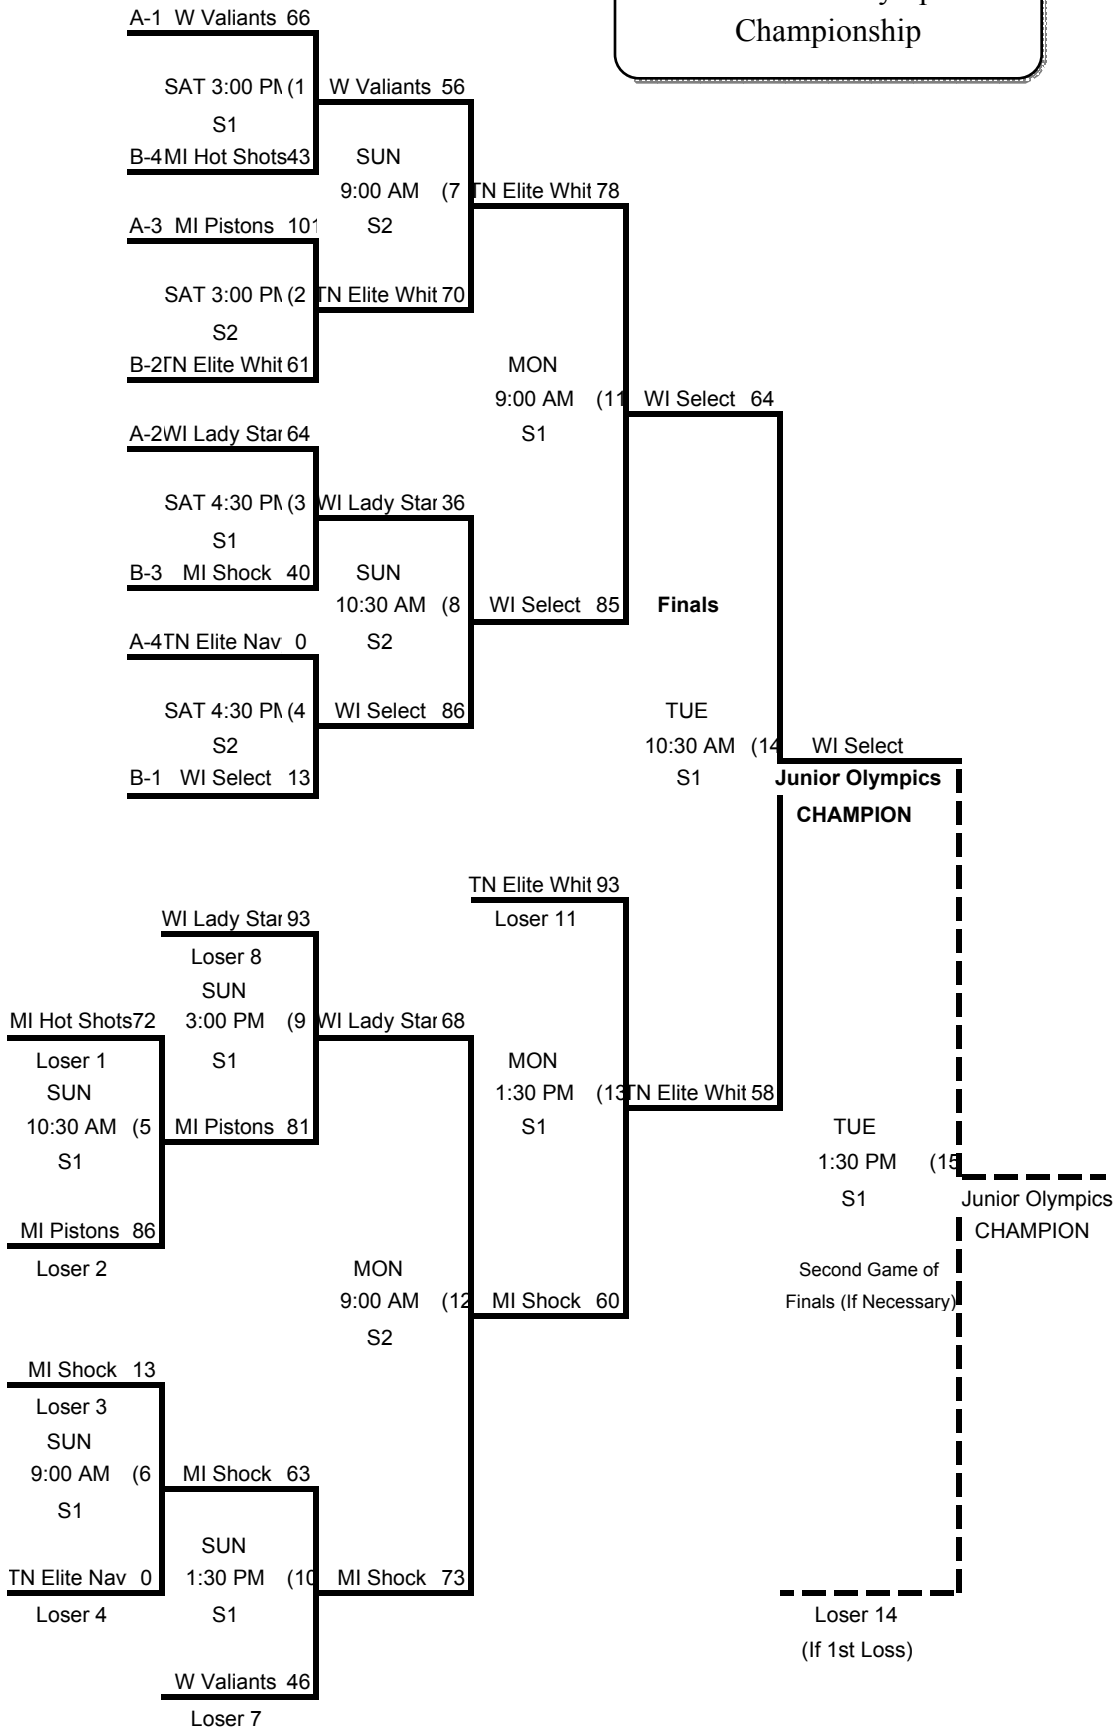 Championship
A-1 W Valiants 66
SAT 3:00 PM (1
W Valiants 56
S1
B-4 MI Hot Shots 43
SUN
9:00 AM (7
TN Elite Whit 78
A-3 MI Pistons 101
S2
SAT 3:00 PM (2
TN Elite Whit 70
S2
B-2 TN Elite Whit 61
MON
9:00 AM (11
WI Select 64
A-2 WI Lady Star 64
S1
SAT 4:30 PM (3
WI Lady Star 36
S1
B-3 MI Shock 40
SUN
10:30 AM (8
WI Select 85
Finals
A-4 TN Elite Nav 0
S2
SAT 4:30 PM (4
WI Select 86
TUE
S2
10:30 AM (14
WI Select
B-1 WI Select 13
S1
Junior Olympics
CHAMPION
TN Elite Whit 93
WI Lady Star 93
Loser 11
Loser 8
SUN
MI Hot Shots 72
3:00 PM (9
WI Lady Star 68
Loser 1
S1
MON
SUN
1:30 PM (13
TN Elite Whit 58
10:30 AM (5
MI Pistons 81
S1
TUE
S1
1:30 PM (15
S1
Junior Olympics
CHAMPION
MI Pistons 86
Loser 2
MON
Second Game of
9:00 AM (12
MI Shock 60
Finals (If Necessary)
S2
MI Shock 13
Loser 3
SUN
9:00 AM (6
MI Shock 63
S1
SUN
TN Elite Nav 0
1:30 PM (10
MI Shock 73
Loser 4
S1
Loser 14
(If 1st Loss)
W Valiants 46
Loser 7